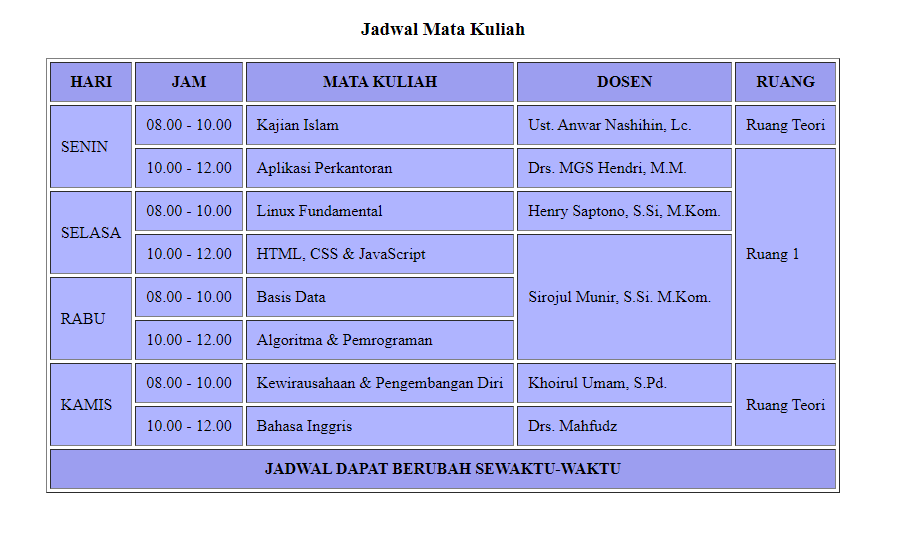 Jadwal Mata Kuliah
HARI JAM MATA KULIAH DOSEN RUANG
SENIN 08.00 - 10.00 Kajian Islam Ust. Anwar Nashihin, Lc. Ruang Teori
10.00 - 12.00 Aplikasi Perkantoran Drs. MGS Hendri, M.M. Ruang 1
SELASA 08.00 - 10.00 Linux Fundamental Henry Saptono, S.Si, M.Kom.
10.00 - 12.00 HTML, CSS & JavaScript Sirojul Munir, S.Si. M.Kom.
RABU 08.00 - 10.00 Basis Data
10.00 - 12.00 Algoritma & Pemrograman
KAMIS 08.00 - 10.00 Kewirausahaan & Pengembangan Diri Khoirul Umam, S.Pd. Ruang Teori
10.00 - 12.00 Bahasa Inggris Drs. Mahfudz
JADWAL DAPAT BERUBAH SEWAKTU-WAKTU